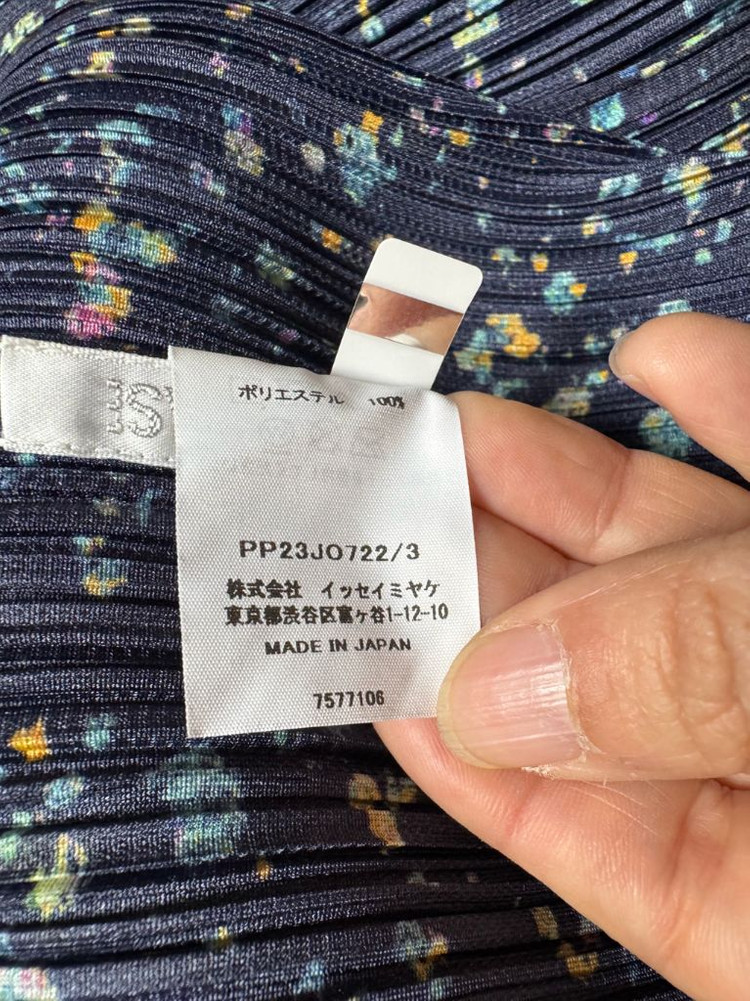 ポリエステル 100%
PP23JO722/3
株式会社 イッセイミヤケ
東京都渋谷区富ヶ谷1-12-10
MADE IN JAPAN
7577106